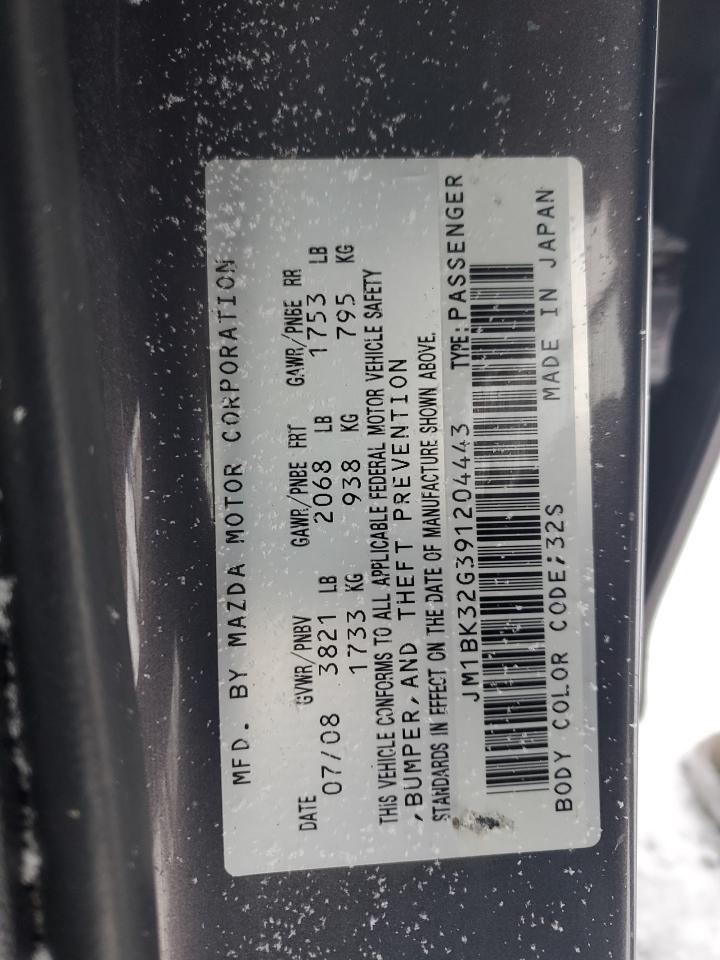 MFD. BY MAZDA MOTOR CORPORATION
DATE GVWR/PNBV GAWR/PNBE FRT GAWR/PNBE RR
07/08 3821 LB 2068 LB 1753 LB
1733 KG 938 KG 795 KG
THIS VEHICLE CONFORMS TO ALL APPLICABLE FEDERAL MOTOR VEHICLE SAFETY
,BUMPER,AND THEFT PREVENTION
STANDARDS IN EFFECT ON THE DATE OF MANUFACTURE SHOWN ABOVE.
JM1BK32G391204443 TYPE:PASSENGER
BODY COLOR CODE;32S MADE IN JAPAN